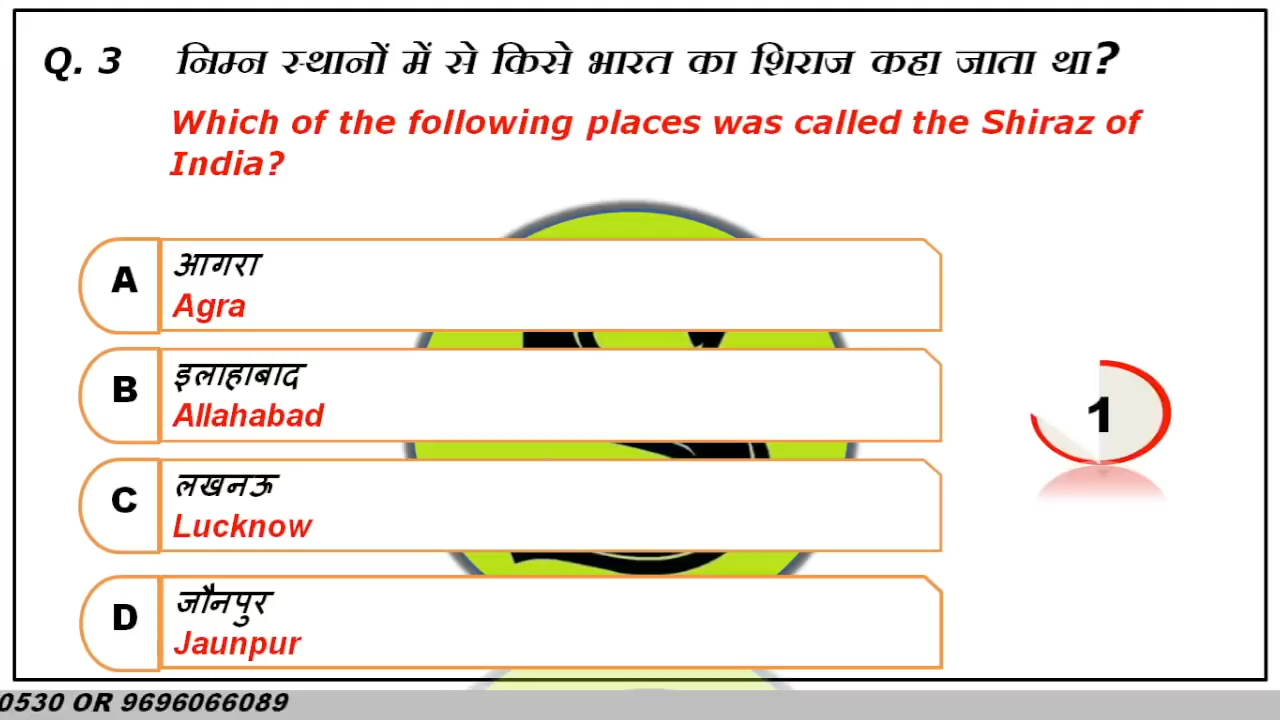 Q. 3 निम्न स्थानों में से किसे भारत का शिराज कहा जाता था?
Which of the following places was called the Shiraz of
India?
A
आगरा
Agra
B
इलाहाबाद
Allahabad
1
C
लखनऊ
Lucknow
D
जौनपुर
Jaunpur
0530 OR 9696066089